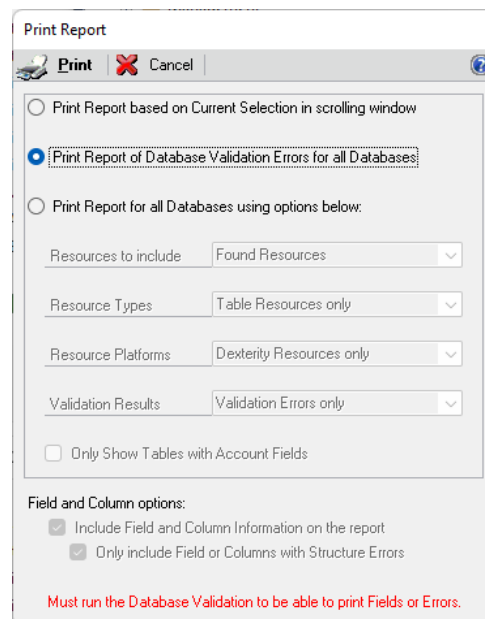 Print Report
Print Cancel
Print Report based on Current Selection in scrolling window
Print Report of Database Validation Errors for all Databases
Print Report for all Databases using options below:
Resources to include Found Resources
Resource Types Table Resources only
Resource Platforms Dexterity Resources only
Validation Results Validation Errors only
Only Show Tables with Account Fields
Field and Column options:
Include Field and Column Information on the report
Only include Field or Columns with Structure Errors
Must run the Database Validation to be able to print Fields or Errors.